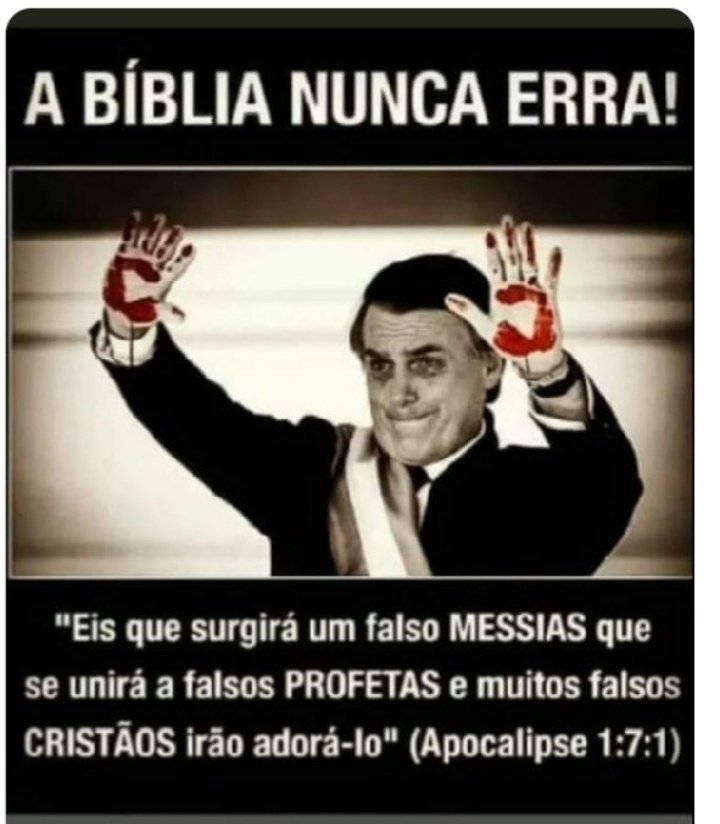 A BÍBLIA NUNCA ERRA!
"Eis que surgirá um falso MESSIAS que
se unirá a falsos PROFETAS e muitos falsos
CRISTÃOS irão adorá-lo" (Apocalipse 1:7:1)